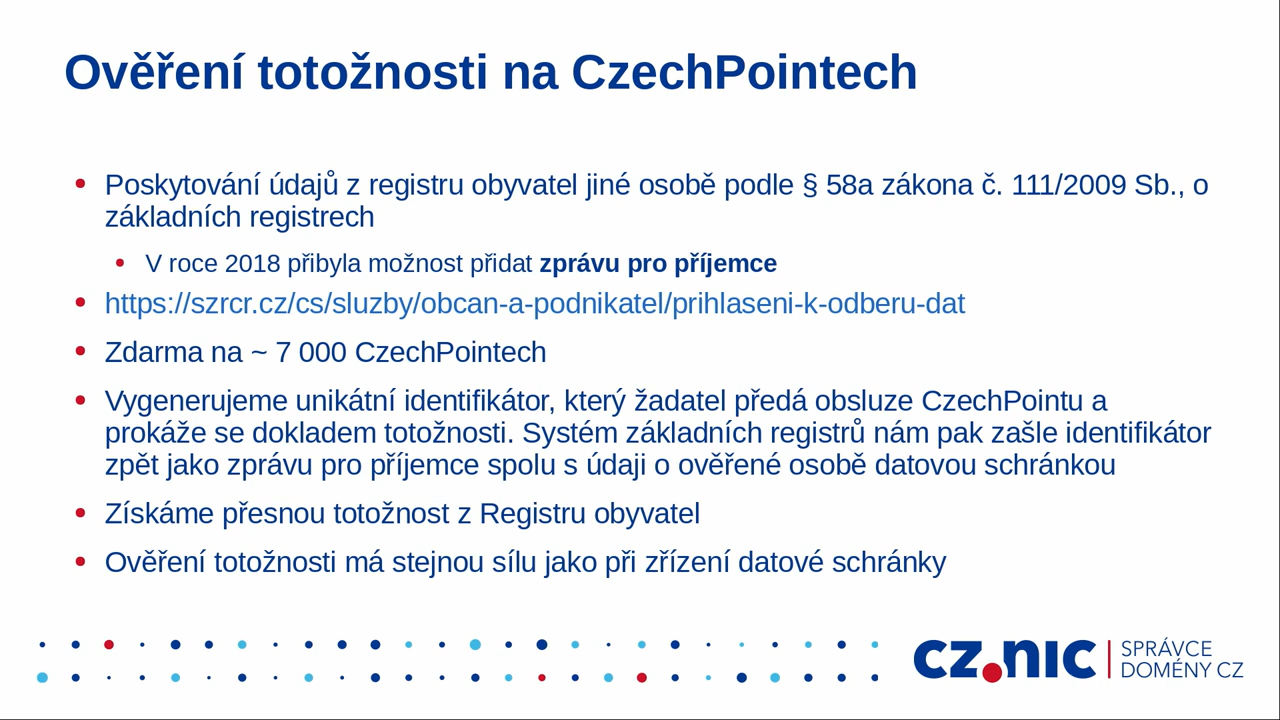 Ověření totožnosti na CzechPointech
Poskytování údajů z registru obyvatel jiné osobě podle § 58a zákona č. 111/2009 Sb., o
základních registrech
V roce 2018 přibyla možnost přidat zprávu pro příjemce
https://szrcr.cz/cs/sluzby/obcan-a-podnikatel/prihlaseni-k-odberu-dat
Zdarma na ~ 7 000 CzechPointech
Vygenerujeme unikátní identifikátor, který žadatel předá obsluze CzechPointu a
prokáže se dokladem totožnosti. Systém základních registrů nám pak zašle identifikátor
zpět jako zprávu pro příjemce spolu s údaji o ověřené osobě datovou schránkou
Získáme přesnou totožnost z Registru obyvatel
Ověření totožnosti má stejnou sílu jako při zřízení datové schránky
cz.nic
SPRÁVCE
DOMÉNY CZ